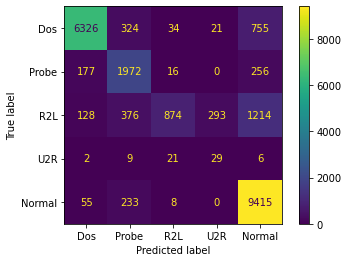 Dos 6326 324 34 21 755
Probe 177 1972 16 0 256
R2L 128 376 874 293 1214
U2R 2 9 21 29 6
Normal 55 233 8 0 9415
Dos Probe R2L U2R Normal
Predicted label
True label
8000
6000
4000
2000
0